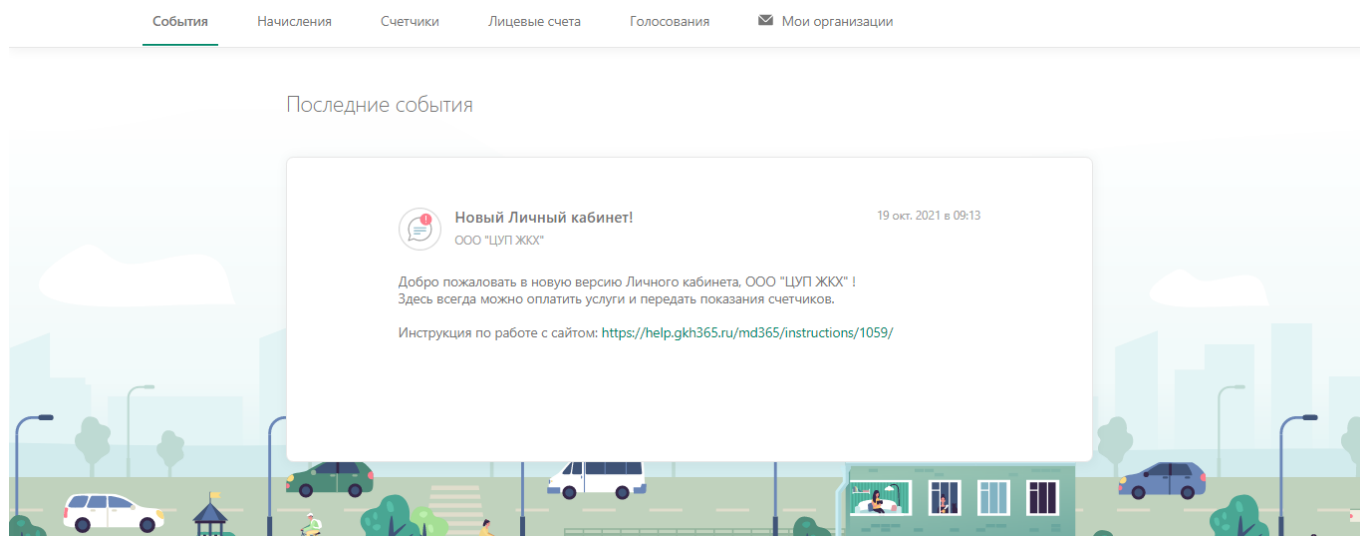 События Начисления Счетчики Лицевые счета Голосования Мои организации
Последние события
Новый Личный кабинет! 19 окт. 2021 в 09:13
ООО "ЦУП ЖКХ"
Добро пожаловать в новую версию Личного кабинета, ООО "ЦУП ЖКХ" !
Здесь всегда можно оплатить услуги и передать показания счетчиков.
Инструкция по работе с сайтом: https://help.gkh365.ru/md365/instructions/1059/